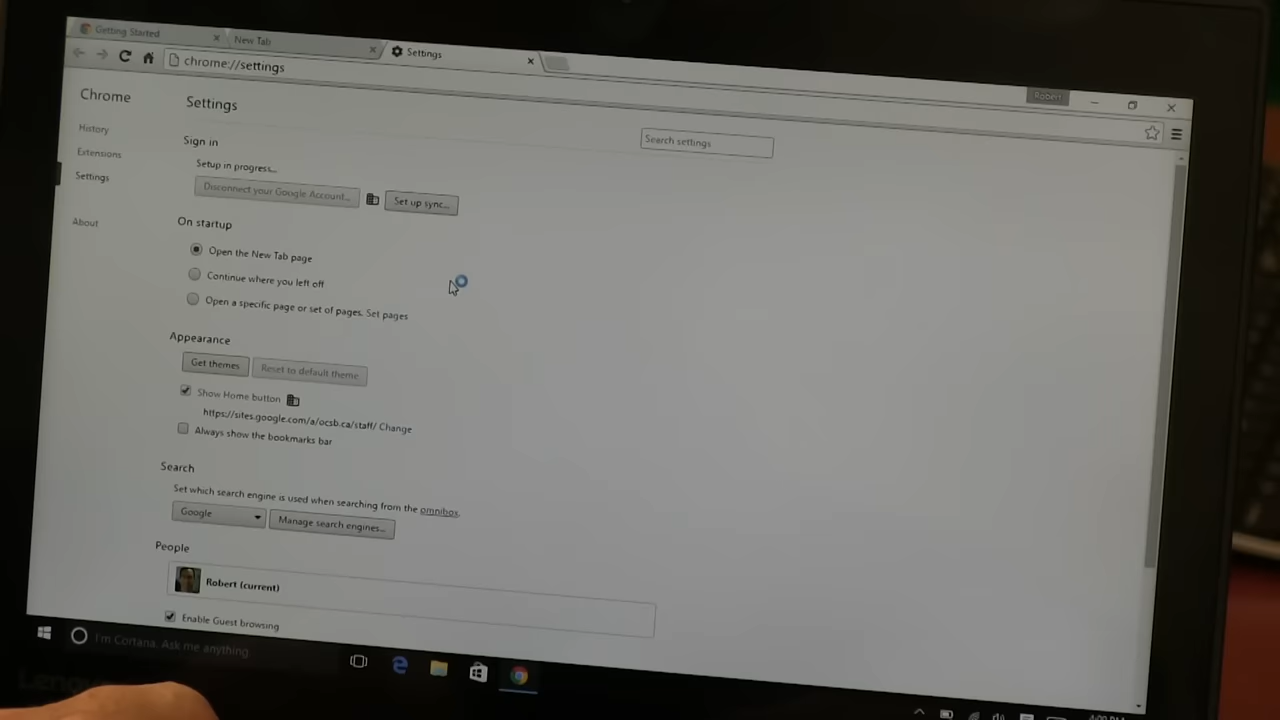 Getting Started
New Tab
Settings
chrome://settings
Robert
Chrome
Settings
Search settings
History
Extensions
Settings
About
Sign in
Setup in progress...
Disconnect your Google Account...
Set up sync...
On startup
Open the New Tab page
Continue where you left off
Open a specific page or set of pages. Set pages
Appearance
Get themes
Reset to default theme
Show Home button
https://sites.google.com/a/ocsb.ca/staff/ Change
Always show the bookmarks bar
Search
Set which search engine is used when searching from the omnibox.
Google
Manage search engines...
People
Robert (current)
Enable Guest browsing
I'm Cortana. Ask me anything